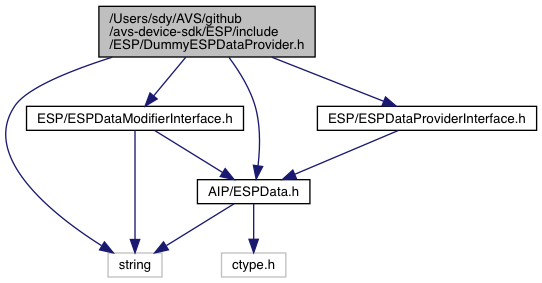 /Users/sdy/AVS/github
/avs-device-sdk/ESP/include
/ESP/DummyESPDataProvider.h
ESP/ESPDataModifierInterface.h
ESP/ESPDataProviderInterface.h
AIP/ESPData.h
string
ctype.h